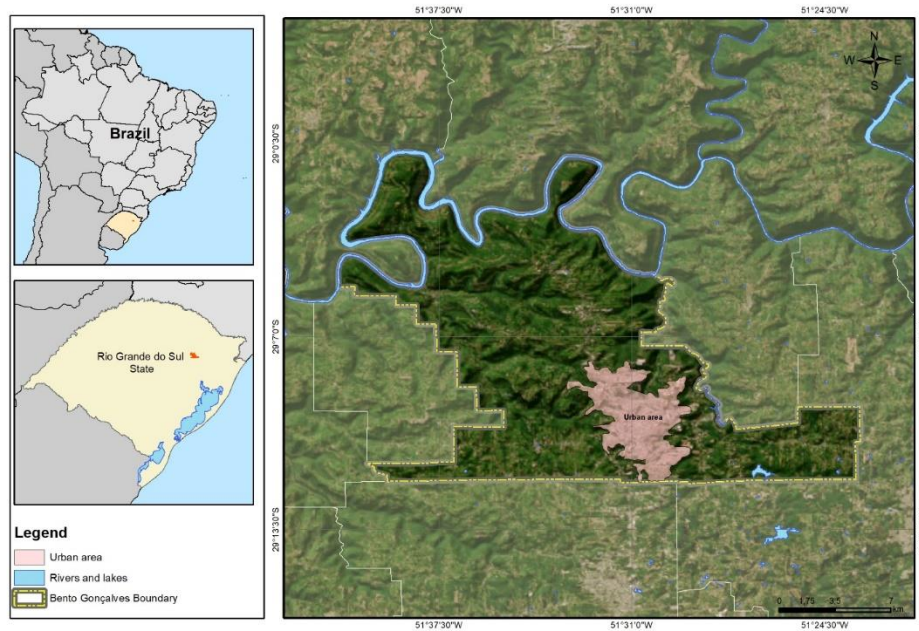 Brazil
Rio Grande do Sul
State
Legend
Urban area
Rivers and lakes
Bento Gonçalves Boundary
51°37'30"W 51°31'0"W 51°24'30"W
N
W E
S
29°0'30"S
29°7'0"S
29°13'30"S
Urban area
0 1,75 3,5 7
km
51°37'30"W 51°31'0"W 51°24'30"W